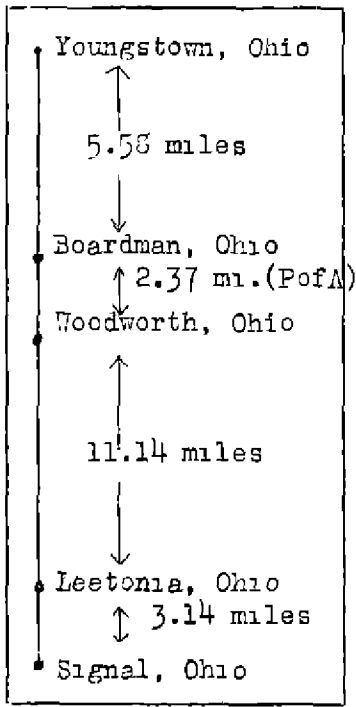 Youngstown, Ohio
5.58 miles
Boardman, Ohio
2.37 mi.(PofA)
Woodworth, Ohio
11.14 miles
Leetonia, Ohio
3.14 miles
Signal, Ohio